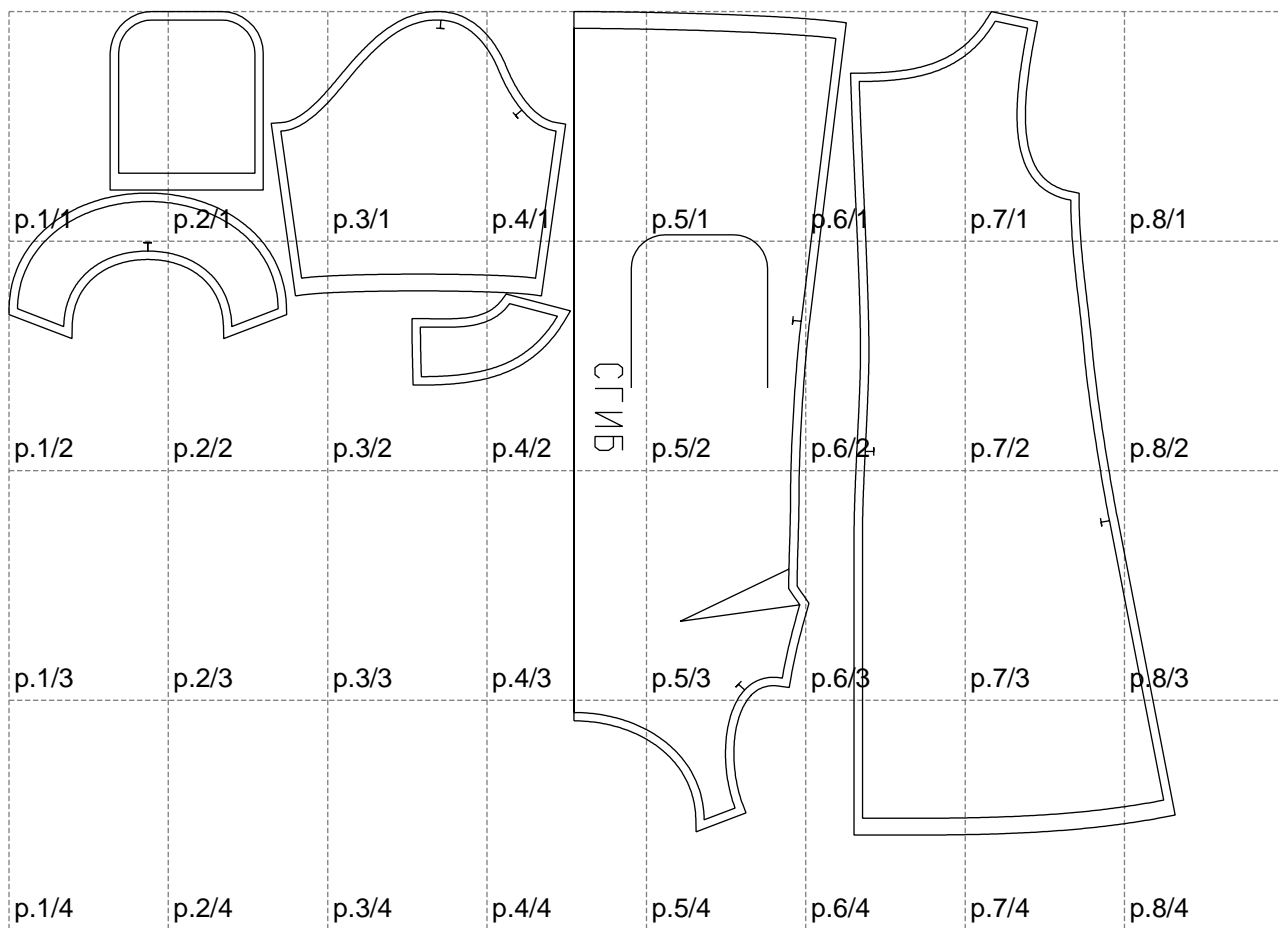 p.1/1 p.2/1 p.3/1 p.4/1 p.5/1 p.6/1 p.7/1 p.8/1
СГИБ
p.1/2 p.2/2 p.3/2 p.4/2 p.5/2 p.6/2 p.7/2 p.8/2
p.1/3 p.2/3 p.3/3 p.4/3 p.5/3 p.6/3 p.7/3 p.8/3
p.1/4 p.2/4 p.3/4 p.4/4 p.5/4 p.6/4 p.7/4 p.8/4